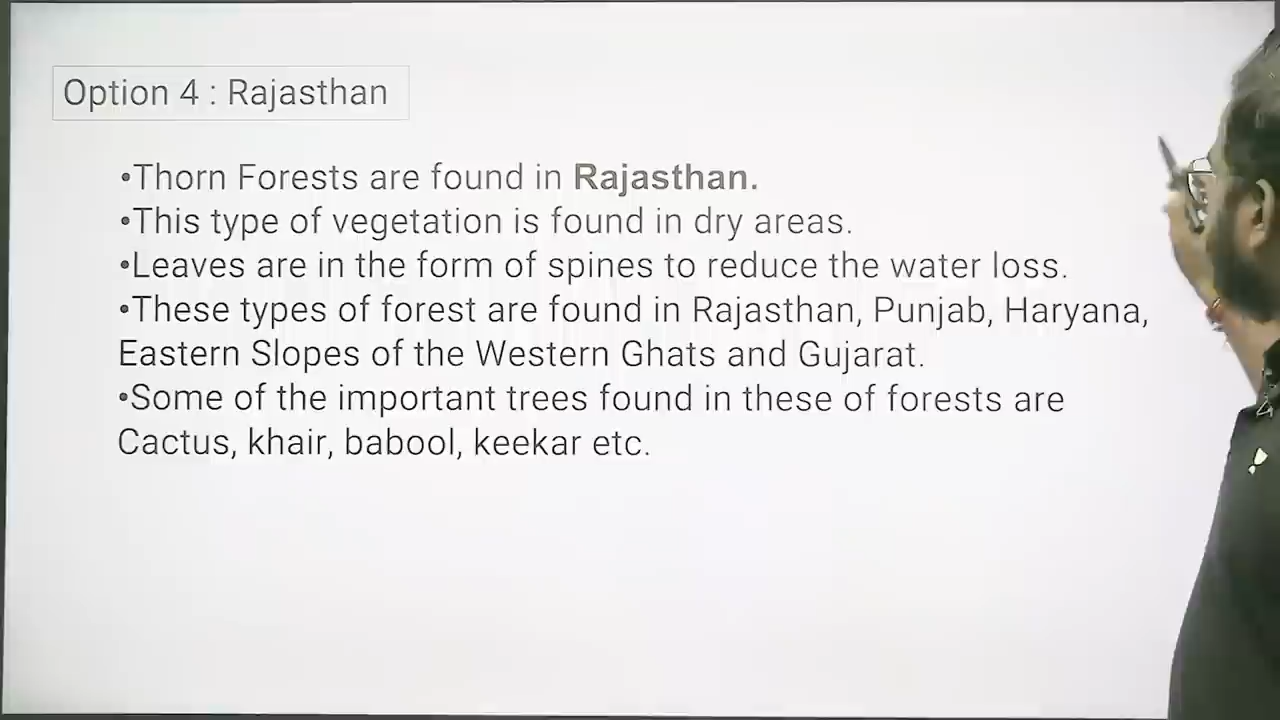 Option 4 : Rajasthan
•Thorn Forests are found in Rajasthan.
•This type of vegetation is found in dry areas.
•Leaves are in the form of spines to reduce the water loss.
•These types of forest are found in Rajasthan, Punjab, Haryana,
Eastern Slopes of the Western Ghats and Gujarat.
•Some of the important trees found in these of forests are
Cactus, khair, babool, keekar etc.